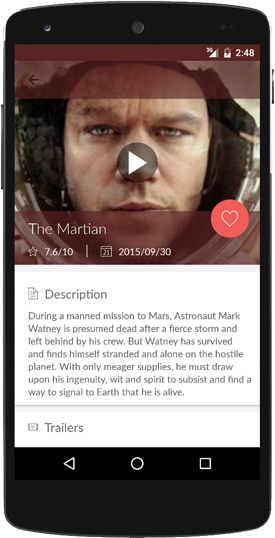 3G 2:48
The Martian
7.6/10 21 2015/09/30
Description
During a manned mission to Mars, Astronaut Mark
Watney is presumed dead after a fierce storm and
left behind by his crew. But Watney has survived
and finds himself stranded and alone on the hostile
planet. With only meager supplies, he must draw
upon his ingenuity, wit and spirit to subsist and find a
way to signal to Earth that he is alive.
Trailers